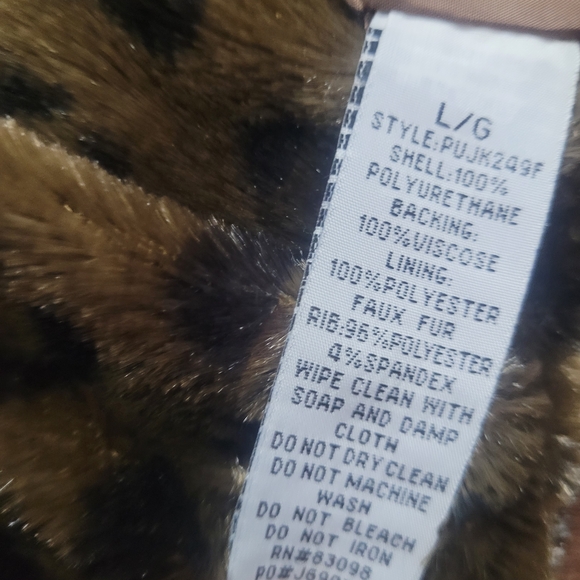 L/G
STYLE:PUJK249F
SHELL:100%
POLYURETHANE
BACKING:
100%VISCOSE
LINING:
100%POLYESTER
FAUX FUR
RIB:96%POLYESTER
4%SPANDEX
WIPE CLEAN WITH
SOAP AND DAMP
CLOTH
DO NOT DRY CLEAN
DO NOT MACHINE
WASH
DO NOT BLEACH
DO NOT IRON
RN#83098